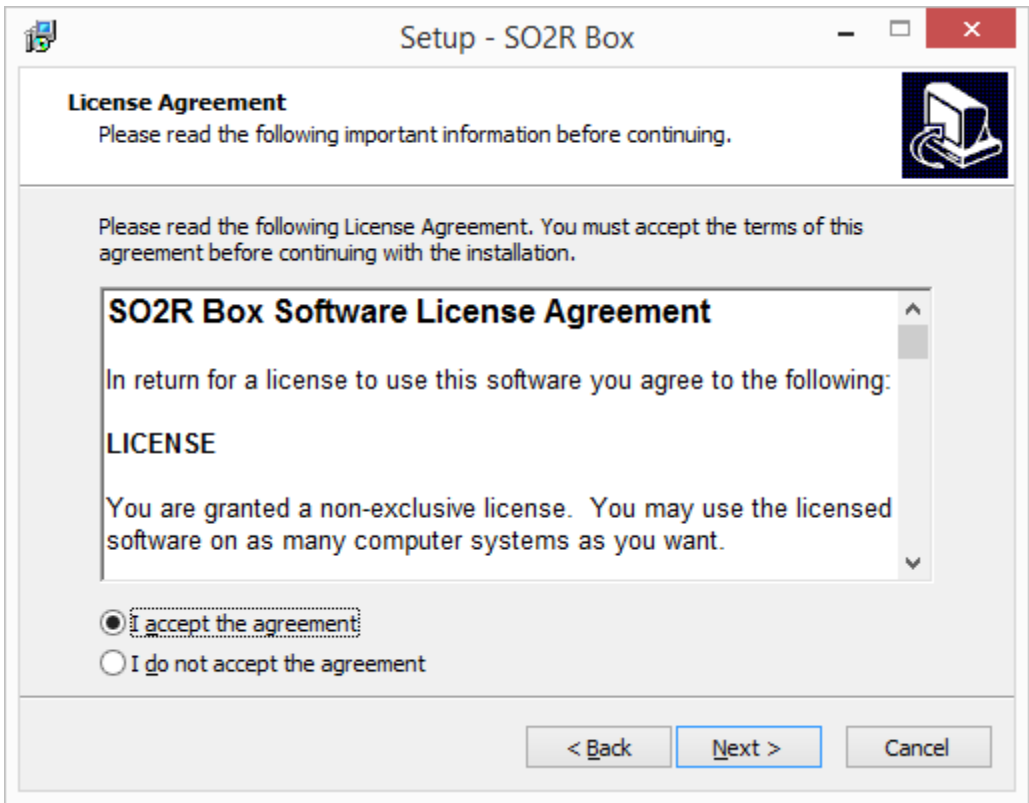 Setup - SO2R Box
License Agreement
Please read the following important information before continuing.
Please read the following License Agreement. You must accept the terms of this
agreement before continuing with the installation.
SO2R Box Software License Agreement
In return for a license to use this software you agree to the following:
LICENSE
You are granted a non-exclusive license.  You may use the licensed
software on as many computer systems as you want.
I accept the agreement
I do not accept the agreement
< Back
Next >
Cancel